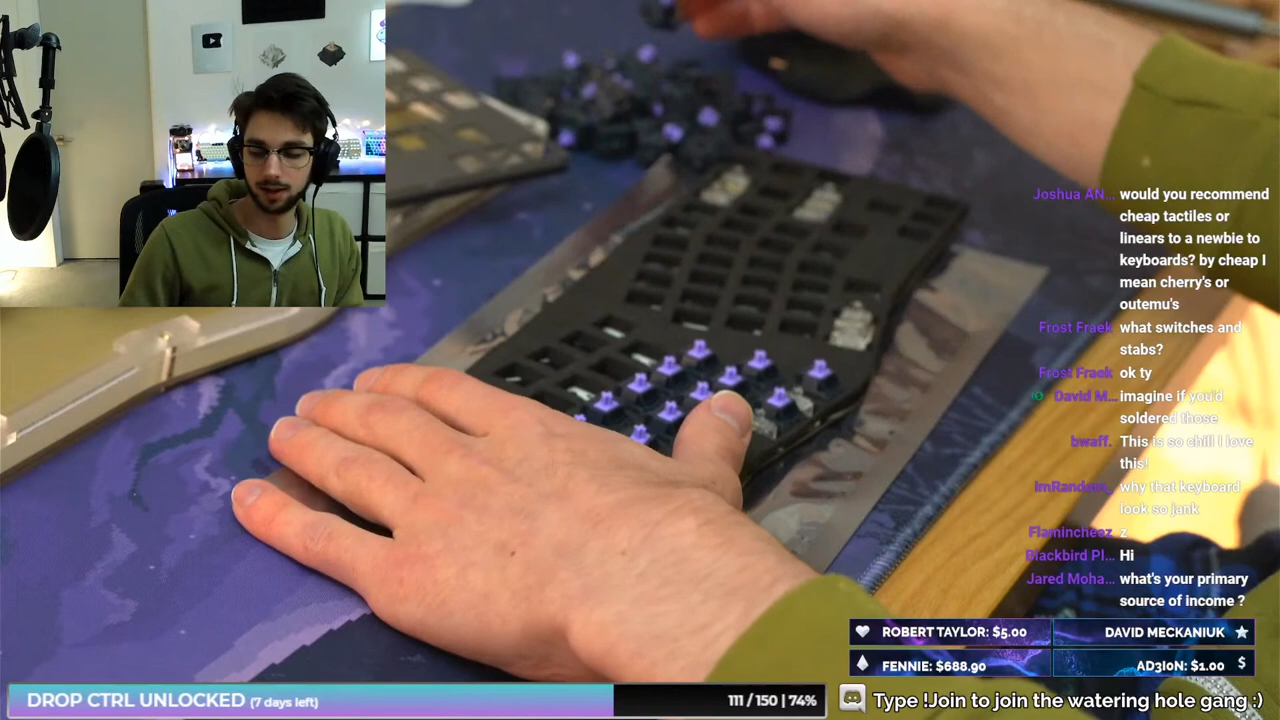 Joshua AN... would you recommend
cheap tactiles or
linears to a newbie to
keyboards? by cheap I
mean cherry's or
outemu's
Frost Fraek what switches and
stabs?
Frost Fraek ok ty
David M... imagine if you'd
soldered those
bwaff. This is so chill I love
this!
ImRandom.. why that keyboard
look so jank
Flamincheez z
Blackbird Pl... Hi
Jared Moha... what's your primary
source of income ?
ROBERT TAYLOR: $5.00
DAVID MECKANIUK
FENNIE: $688.90
AD3I0N: $1.00
DROP CTRL UNLOCKED (7 days left)
111 / 150 | 74%
Type !Join to join the watering hole gang :)